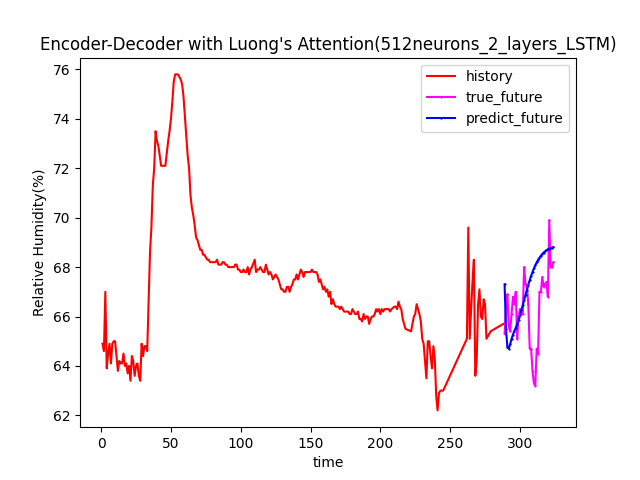 Encoder-Decoder with Luong's Attention(512neurons_2_layers_LSTM)
history
true_future
predict_future
Relative Humidity(%)
76
74
72
70
68
66
64
62
0 50 100 150 200 250 300
time